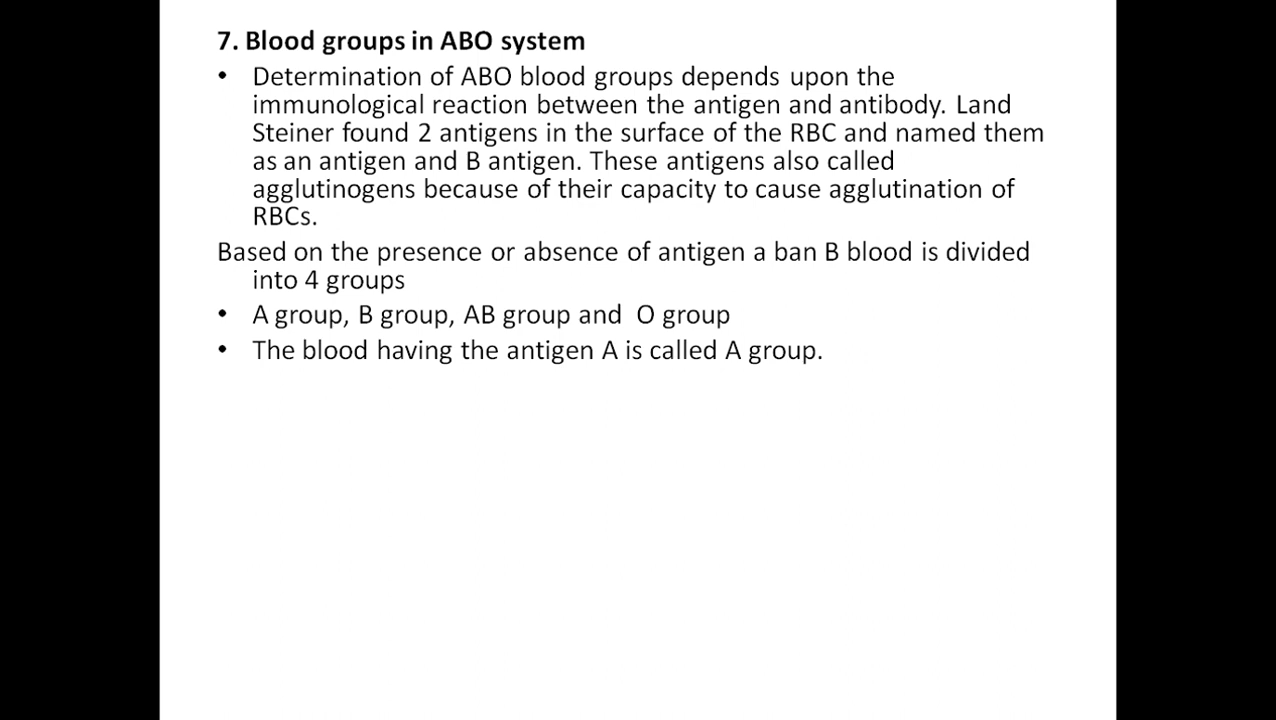 7. Blood groups in ABO system
• Determination of ABO blood groups depends upon the
immunological reaction between the antigen and antibody. Land
Steiner found 2 antigens in the surface of the RBC and named them
as an antigen and B antigen. These antigens also called
agglutinogens because of their capacity to cause agglutination of
RBCs.
Based on the presence or absence of antigen a ban B blood is divided
into 4 groups
• A group, B group, AB group and  O group
• The blood having the antigen A is called A group.